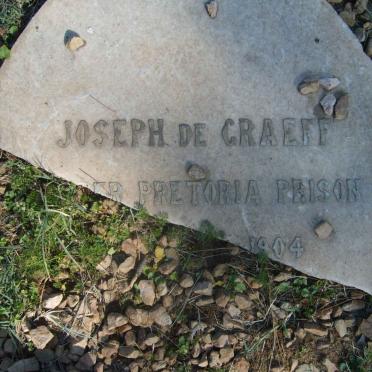 JOSEPH DE GRAEFF
PRETORIA PRISON
1904